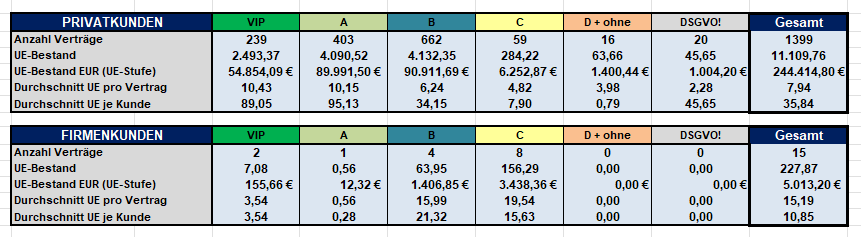 PRIVATKUNDEN VIP A B C D + ohne DSGVO! Gesamt
Anzahl Verträge 239 403 662 59 16 20 1399
UE-Bestand 2.493,37 4.090,52 4.132,35 284,22 63,66 45,65 11.109,76
UE-Bestand EUR (UE-Stufe) 54.854,09 € 89.991,50 € 90.911,69 € 6.252,87 € 1.400,44 € 1.004,20 € 244.414,80 €
Durchschnitt UE pro Vertrag 10,43 10,15 6,24 4,82 3,98 2,28 7,94
Durchschnitt UE je Kunde 89,05 95,13 34,15 7,90 0,79 45,65 35,84
FIRMENKUNDEN VIP A B C D + ohne DSGVO! Gesamt
Anzahl Verträge 2 1 4 8 0 0 15
UE-Bestand 7,08 0,56 63,95 156,29 0,00 0,00 227,87
UE-Bestand EUR (UE-Stufe) 155,66 € 12,32 € 1.406,85 € 3.438,36 € 0,00 € 0,00 € 5.013,20 €
Durchschnitt UE pro Vertrag 3,54 0,56 15,99 19,54 0,00 0,00 15,19
Durchschnitt UE je Kunde 3,54 0,28 21,32 15,63 0,00 0,00 10,85